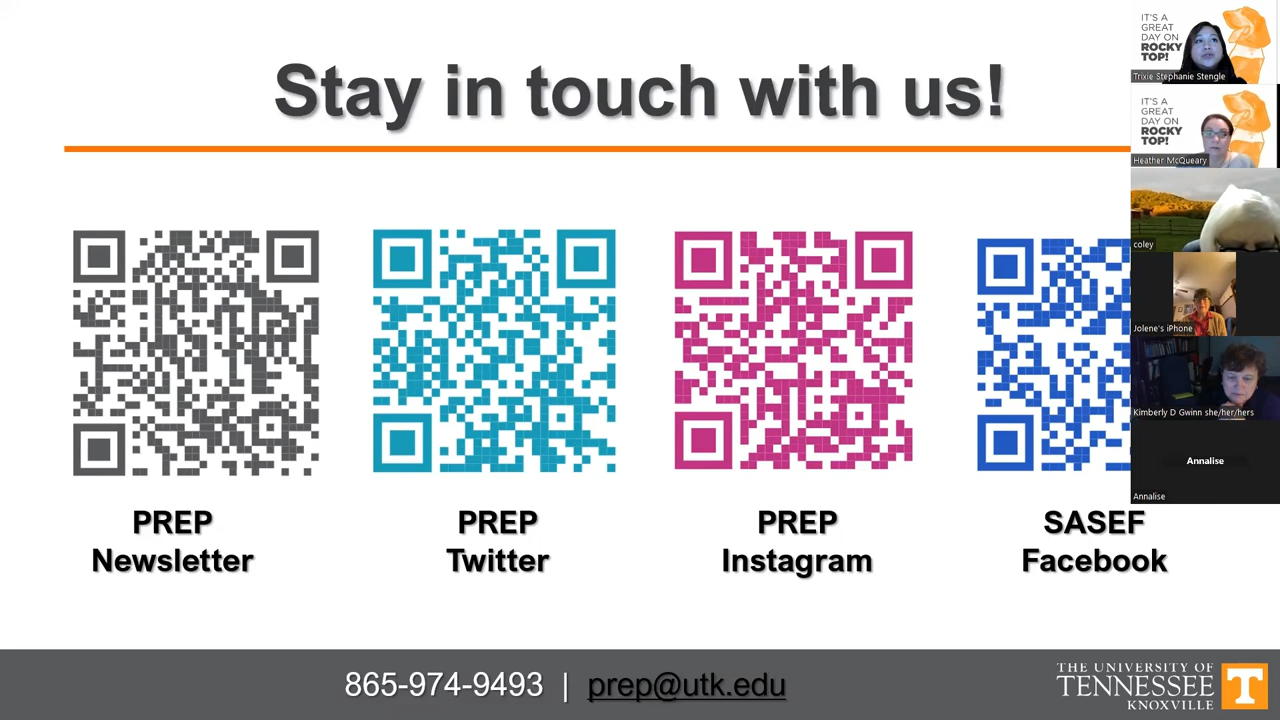 Stay in touch with us!
PREP
Newsletter
PREP
Twitter
PREP
Instagram
SASEF
Facebook
865-974-9493 | prep@utk.edu
THE UNIVERSITY OF
TENNESSEE
KNOXVILLE
T
IT'S A
GREAT
DAY ON
ROCKY
TOP!
Trixie Stephanie Stengle
IT'S A
GREAT
DAY ON
ROCKY
TOP!
Heather McQueary
coley
Jolene's iPhone
Kimberly D Gwinn she/her/hers
Annalise
Annalise